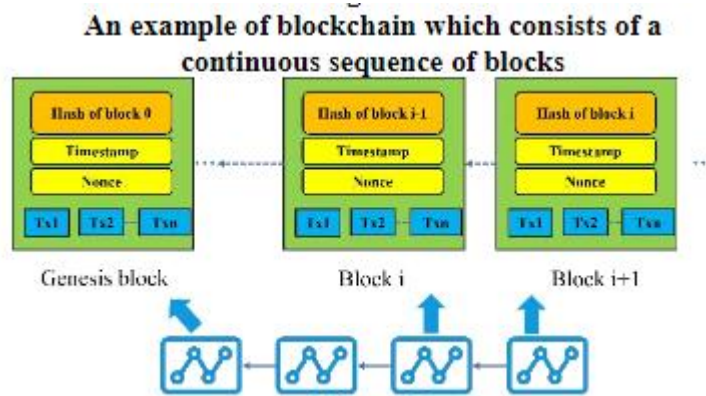 An example of blockchain which consists of a
continuous sequence of blocks
Hash of block 0
Timestamp
Nonce
Tx1 Tx2 Txn
Genesis block
Hash of block i-1
Timestamp
Nonce
Tx1 Tx2 Txn
Block i
Hash of block i
Timestamp
Nonce
Tx1 Tx2 Txn
Block i+1